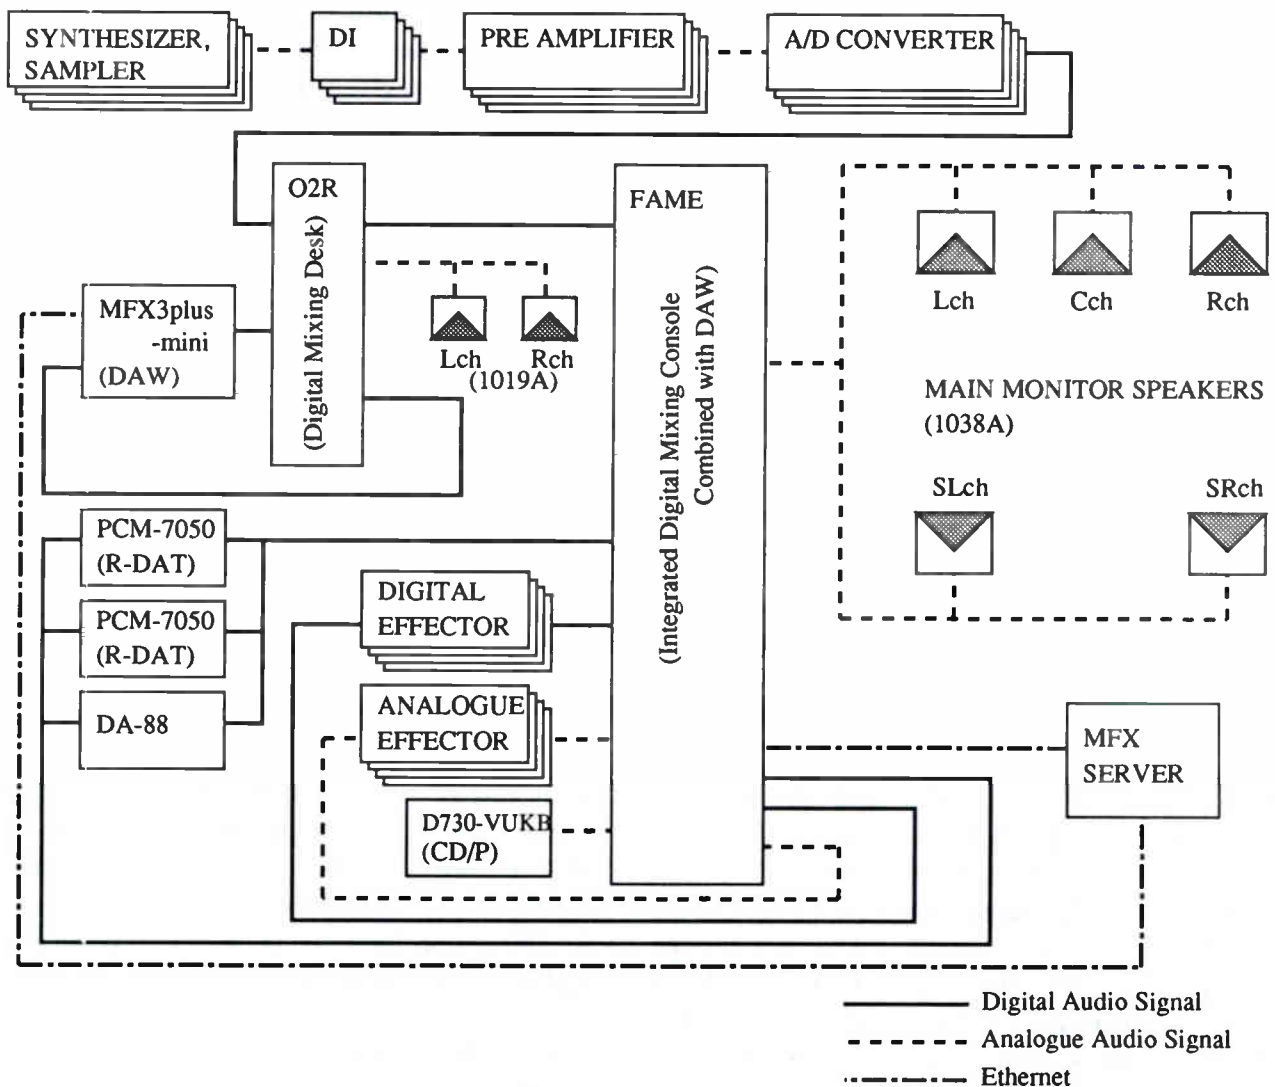 SYNTHESIZER,
SAMPLER
DI
PRE AMPLIFIER
A/D CONVERTER
O2R
(Digital Mixing Desk)
FAME
(Integrated Digital Mixing Console
Combined with DAW)
Lch
Cch
Rch
MFX3plus
-mini
(DAW)
Lch
Rch
(1019A)
MAIN MONITOR SPEAKERS
(1038A)
SLch
SRch
PCM-7050
(R-DAT)
PCM-7050
(R-DAT)
DA-88
DIGITAL
EFFECTOR
ANALOGUE
EFFECTOR
D730-VUKB
(CD/P)
MFX
SERVER
Digital Audio Signal
Analogue Audio Signal
Ethernet